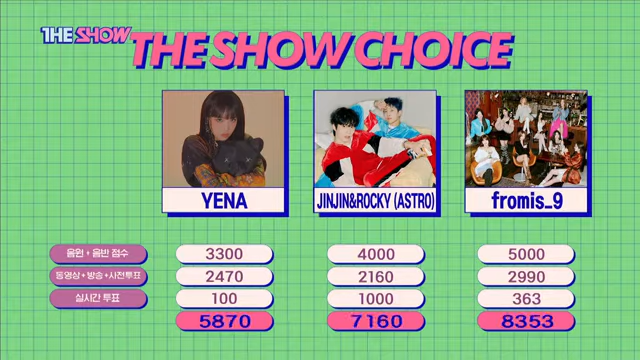 THE SHOW
THE SHOW CHOICE
YENA
JINJIN&ROCKY (ASTRO)
fromis_9
음원 + 음반 점수
3300
4000
5000
동영상+방송+사전투표
2470
2160
2990
실시간 투표
100
1000
363
5870
7160
8353